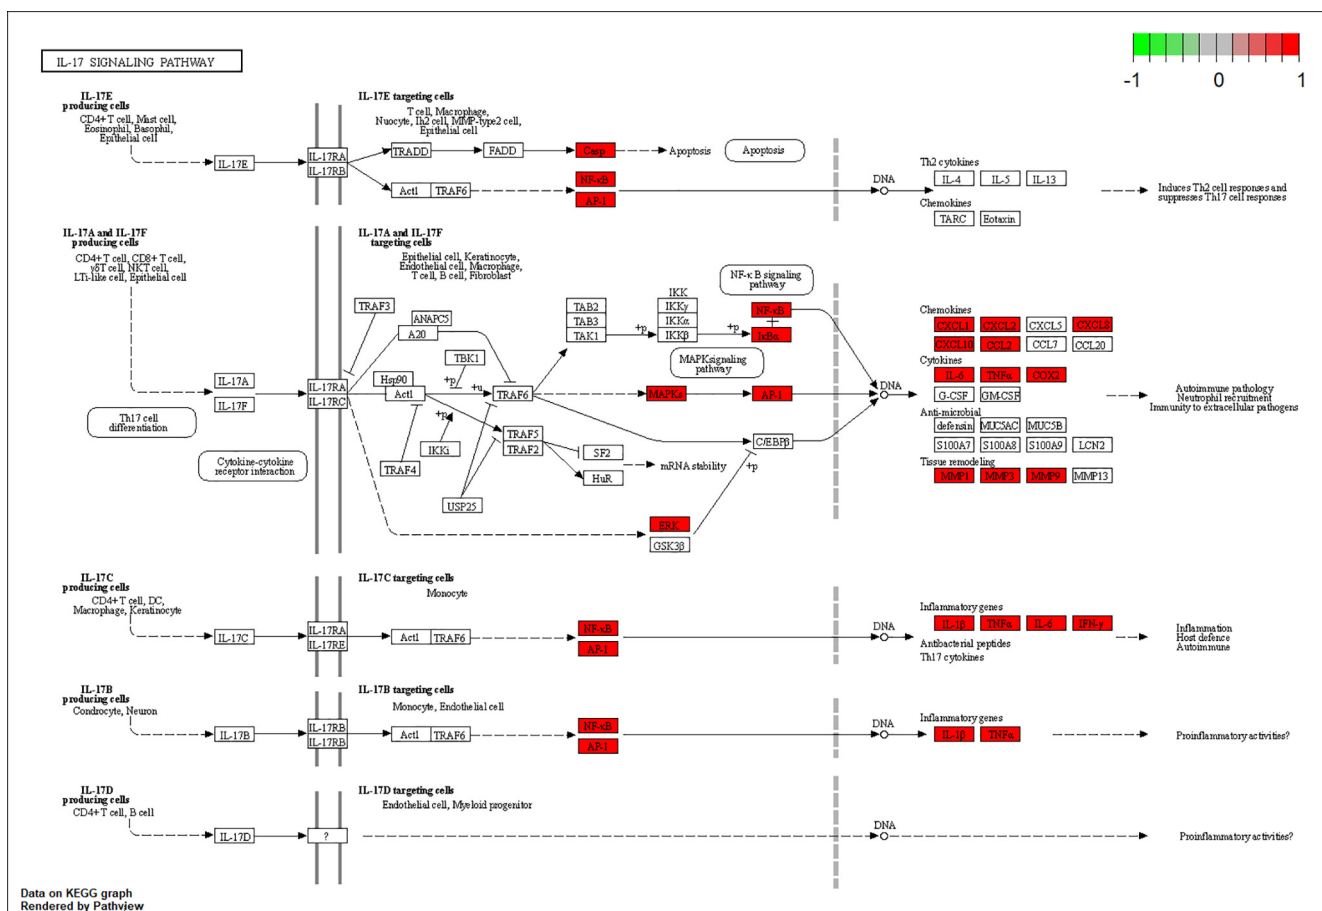 IL-17 SIGNALING PATHWAY
-1 0 1
IL-17E
producing cells
CD4+ T cell, Mast cell,
Eosinophil, Basophil,
Epithelial cell
IL-17E targeting cells
T cell, Macrophage,
Nuocyte, Ih2 cell, MMP-type2 cell,
Epithelial cell
IL-17E
IL-17RA
IL-17RB
TRADD
FADD
Casp
Apoptosis
Apoptosis
Act1
TRAF6
NF-κB
AP-1
DNA
Th2 cytokines
IL-4
IL-5
IL-13
Chemokines
TARC
Eotaxin
Induces Th2 cell responses and
suppresses Th17 cell responses
IL-17A and IL-17F
producing cells
CD4+ T cell, CD8+ T cell,
γδT cell, NKT cell,
LTi-like cell, Epithelial cell
IL-17A and IL-17F
targeting cells
Epithelial cell, Keratinocyte,
Endothelial cell, Macrophage,
T cell, B cell, Fibroblast
TRAF3
ANAPC5
A20
TBK1
+p
Hsp90
Act1
+u
TRAF6
TAB2
TAB3
TAK1
+p
IKK
IKKγ
IKKα
IKKβ
+p
NF-κB
IκBα
NF-κ B signaling
pathway
MAPKsignaling
pathway
MAPKs
AP-1
IL-17A
IL-17F
IL-17RA
IL-17RC
Th17 cell
differentiation
Cytokine-cytokine
receptor interaction
+p
IKKi
TRAF4
TRAF5
TRAF2
SF2
HuR
mRNA stability
USP25
C/EBPβ
+p
ERK
GSK3β
DNA
Chemokines
CXCL1
CXCL2
CXCL5
CXCL8
CXCL10
CCL2
CCL7
CCL20
Cytokines
IL-6
TNFα
COX2
G-CSF
GM-CSF
Anti-microbial
defensin
MUC5AC
MUC5B
S100A7
S100A8
S100A9
LCN2
Tissue remodeling
MMP1
MMP3
MMP9
MMP13
Autoimmune pathology
Neutrophil recruitment
Immunity to extracellular pathogens
IL-17C
producing cells
CD4+ T cell, DC,
Macrophage, Keratinocyte
IL-17C targeting cells
Monocyte
IL-17C
IL-17RA
IL-17RE
Act1
TRAF6
NF-κB
AP-1
DNA
Inflammatory genes
IL-1β
TNFα
IL-6
IFN-γ
Antibacterial peptides
Th17 cytokines
Inflammation
Host defence
Autoimmune
IL-17B
producing cells
Condrocyte, Neuron
IL-17B targeting cells
Monocyte, Endothelial cell
IL-17B
IL-17RB
IL-17RB
Act1
TRAF6
NF-κB
AP-1
DNA
Inflammatory genes
IL-1β
TNFα
Proinflammatory activities?
IL-17D
producing cells
CD4+ T cell, B cell
IL-17D targeting cells
Endothelial cell, Myeloid progenitor
IL-17D
?
DNA
Proinflammatory activities?
Data on KEGG graph
Rendered by Pathview